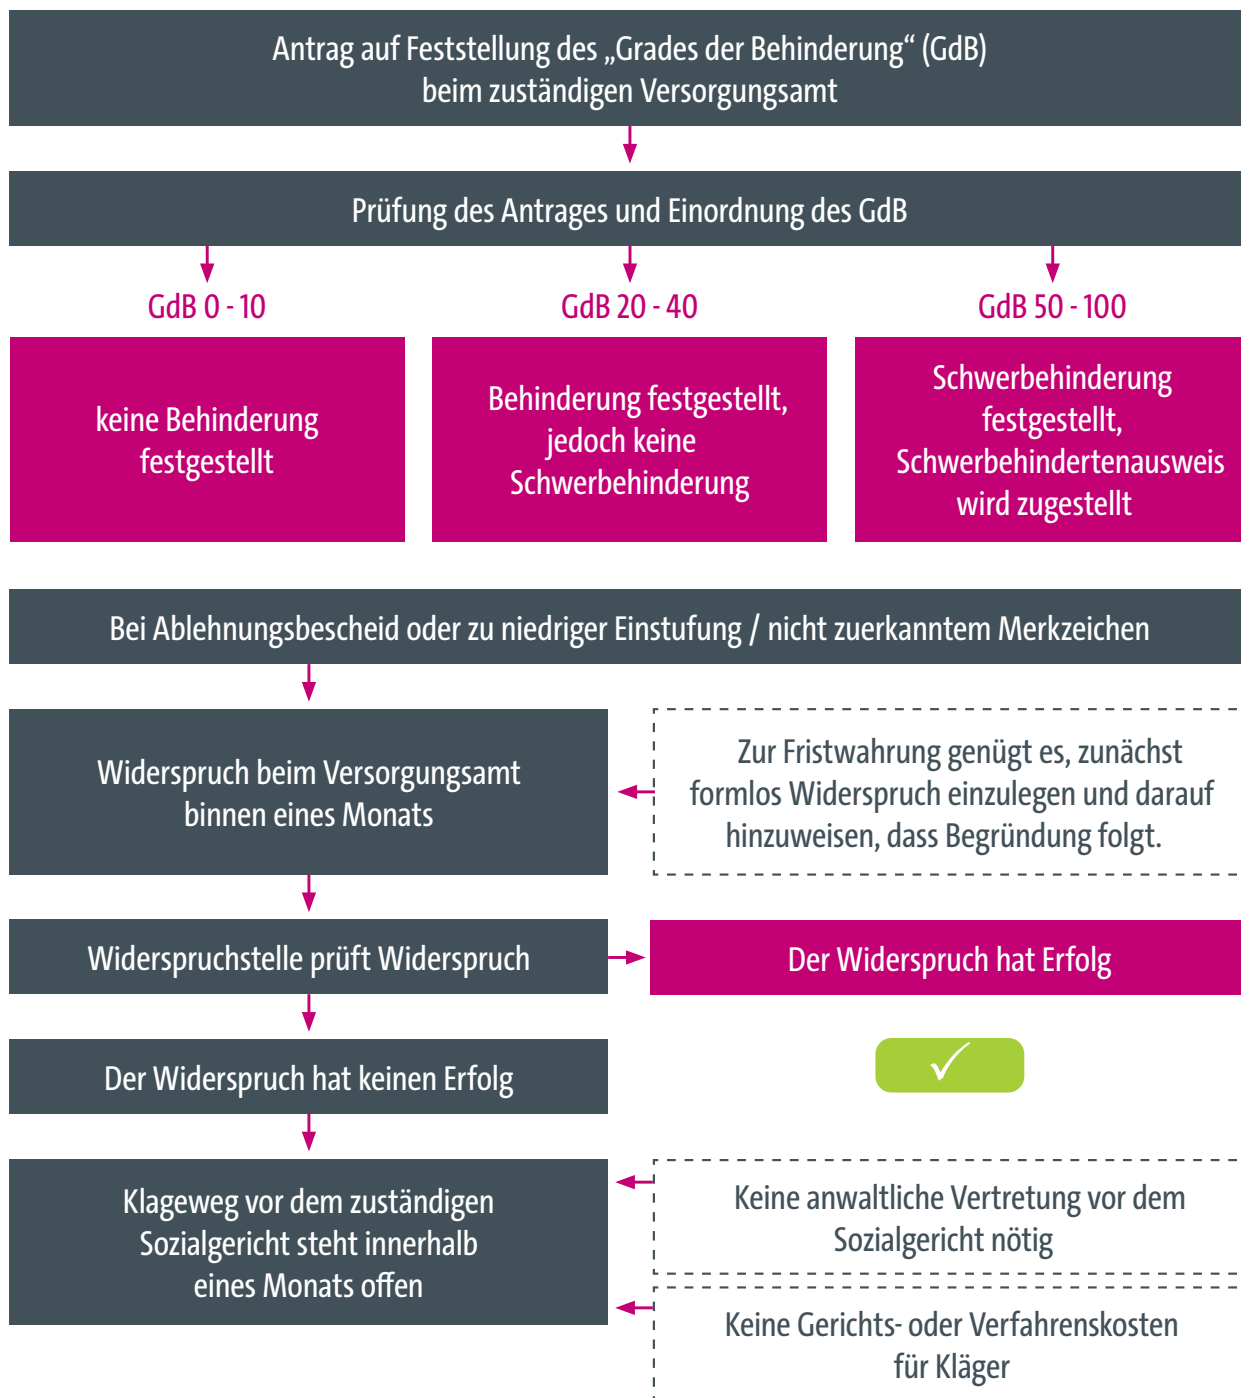 Antrag auf Feststellung des „Grades der Behinderung“ (GdB)
beim zuständigen Versorgungsamt
Prüfung des Antrages und Einordnung des GdB
GdB 0 - 10
keine Behinderung
festgestellt
GdB 20 - 40
Behinderung festgestellt,
jedoch keine
Schwerbehinderung
GdB 50 - 100
Schwerbehinderung
festgestellt,
Schwerbehindertenausweis
wird zugestellt
Bei Ablehnungsbescheid oder zu niedriger Einstufung / nicht zuerkanntem Merkzeichen
Widerspruch beim Versorgungsamt
binnen eines Monats
Zur Fristwahrung genügt es, zunächst
formlos Widerspruch einzulegen und darauf
hinzuweisen, dass Begründung folgt.
Widerspruchstelle prüft Widerspruch
Der Widerspruch hat Erfolg
Der Widerspruch hat keinen Erfolg
Klageweg vor dem zuständigen
Sozialgericht steht innerhalb
eines Monats offen
Keine anwaltliche Vertretung vor dem
Sozialgericht nötig
Keine Gerichts- oder Verfahrenskosten
für Kläger